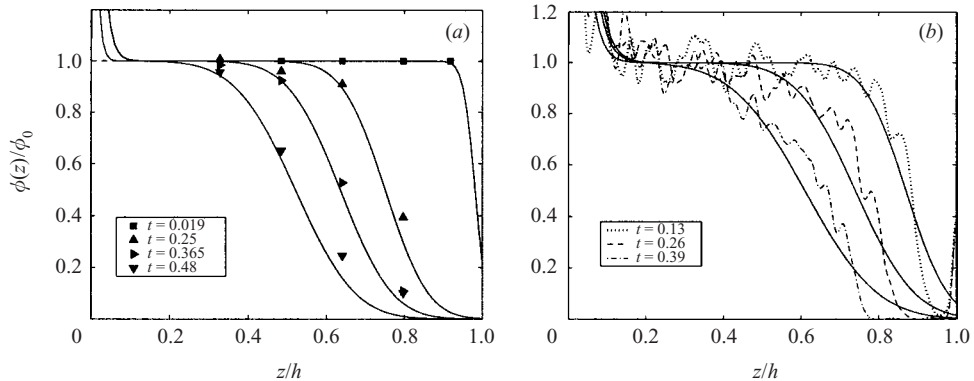 (a)
1.0
0.8
0.6
0.4
0.2
ϕ(z)/ϕ0
t = 0.019
t = 0.25
t = 0.365
t = 0.48
0 0.2 0.4 0.6 0.8 1.0
z/h
(b)
1.2
1.0
0.8
0.6
0.4
0.2
t = 0.13
t = 0.26
t = 0.39
0 0.2 0.4 0.6 0.8 1.0
z/h